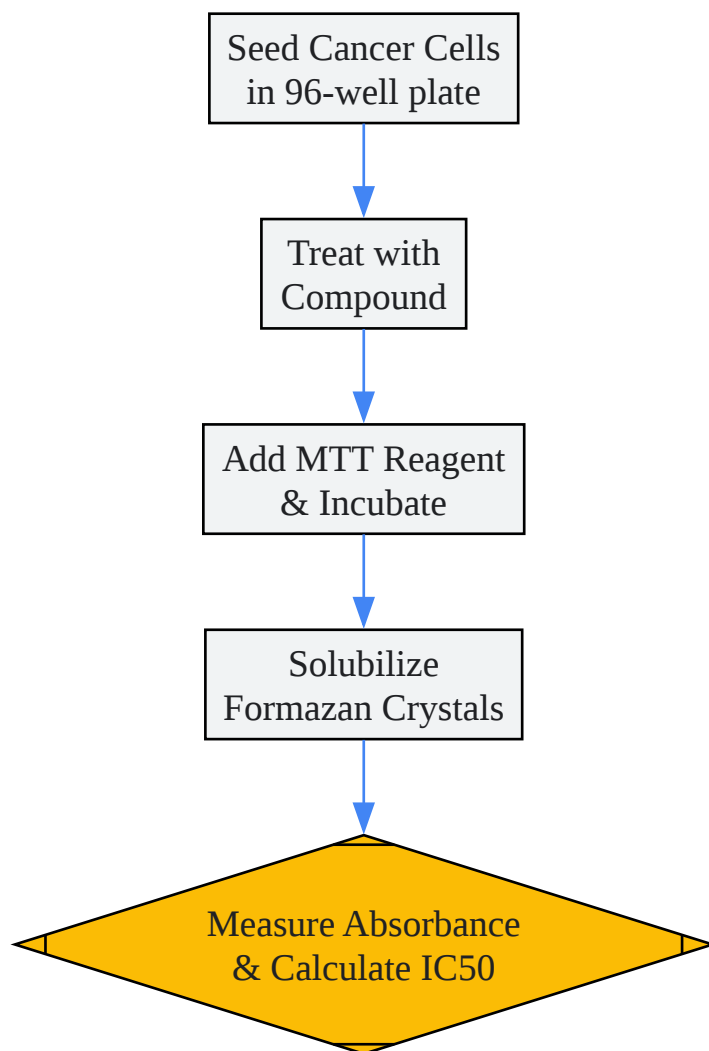 Seed Cancer Cells
in 96-well plate
Treat with
Compound
Add MTT Reagent
& Incubate
Solubilize
Formazan Crystals
Measure Absorbance
& Calculate IC50